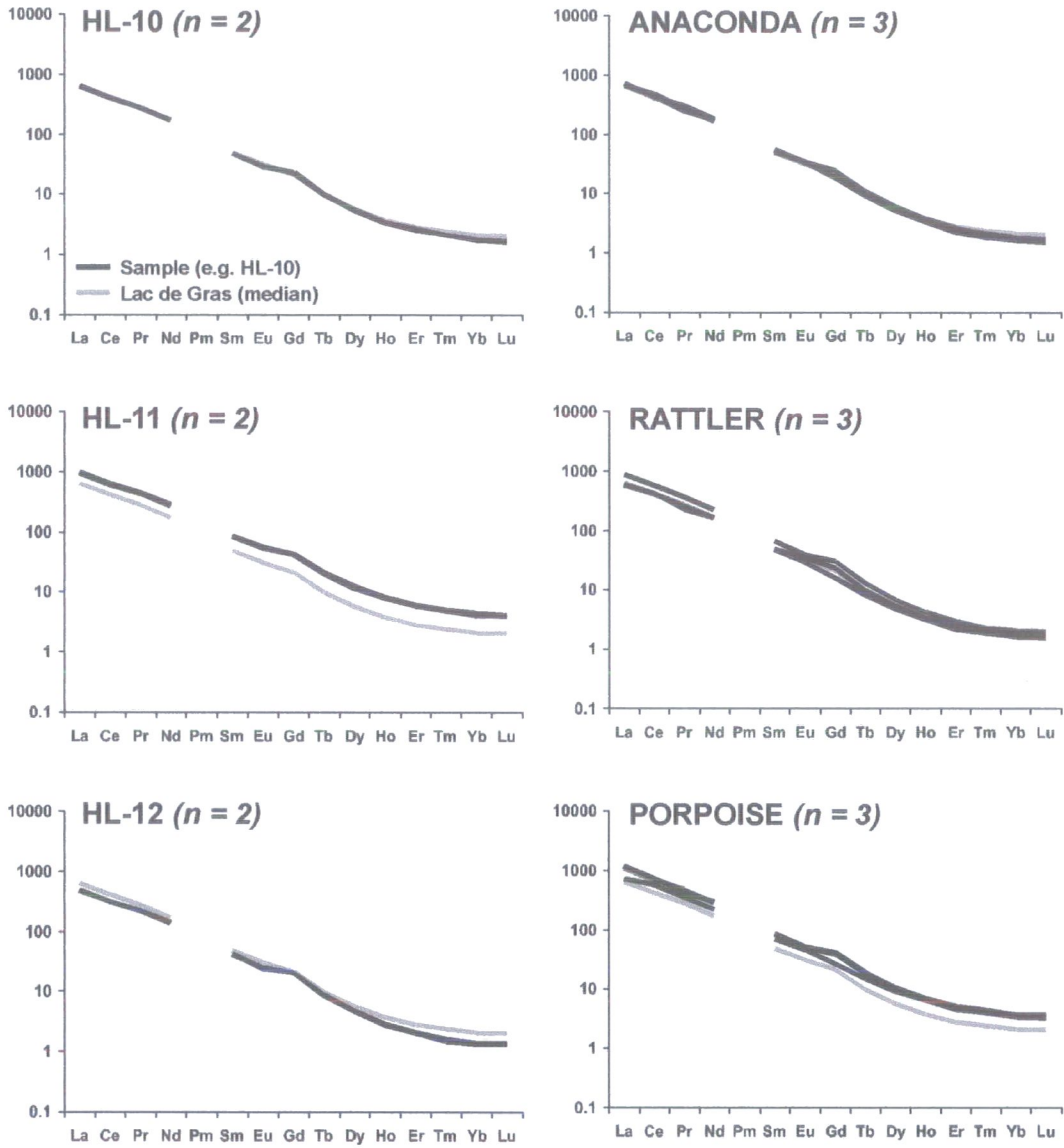 HL-10 (n = 2)
10000
1000
100
10
1
0.1
Sample (e.g. HL-10)
Lac de Gras (median)
La Ce Pr Nd Pm Sm Eu Gd Tb Dy Ho Er Tm Yb Lu
ANACONDA (n = 3)
10000
1000
100
10
1
0.1
La Ce Pr Nd Pm Sm Eu Gd Tb Dy Ho Er Tm Yb Lu
HL-11 (n = 2)
10000
1000
100
10
1
0.1
La Ce Pr Nd Pm Sm Eu Gd Tb Dy Ho Er Tm Yb Lu
RATTLER (n = 3)
10000
1000
100
10
1
0.1
La Ce Pr Nd Pm Sm Eu Gd Tb Dy Ho Er Tm Yb Lu
HL-12 (n = 2)
10000
1000
100
10
1
0.1
La Ce Pr Nd Pm Sm Eu Gd Tb Dy Ho Er Tm Yb Lu
PORPOISE (n = 3)
10000
1000
100
10
1
0.1
La Ce Pr Nd Pm Sm Eu Gd Tb Dy Ho Er Tm Yb Lu